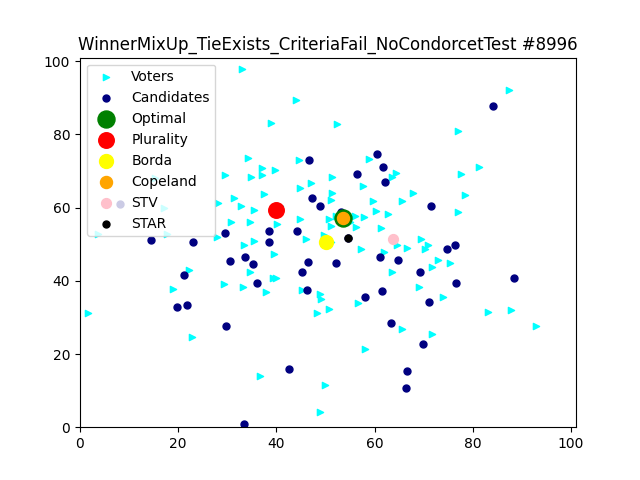 WinnerMixUp_TieExists_CriteriaFail_NoCondorcetTest #8996
100
80
60
40
20
0
Voters
Candidates
Optimal
Plurality
Borda
Copeland
STV
STAR
0 20 40 60 80 100